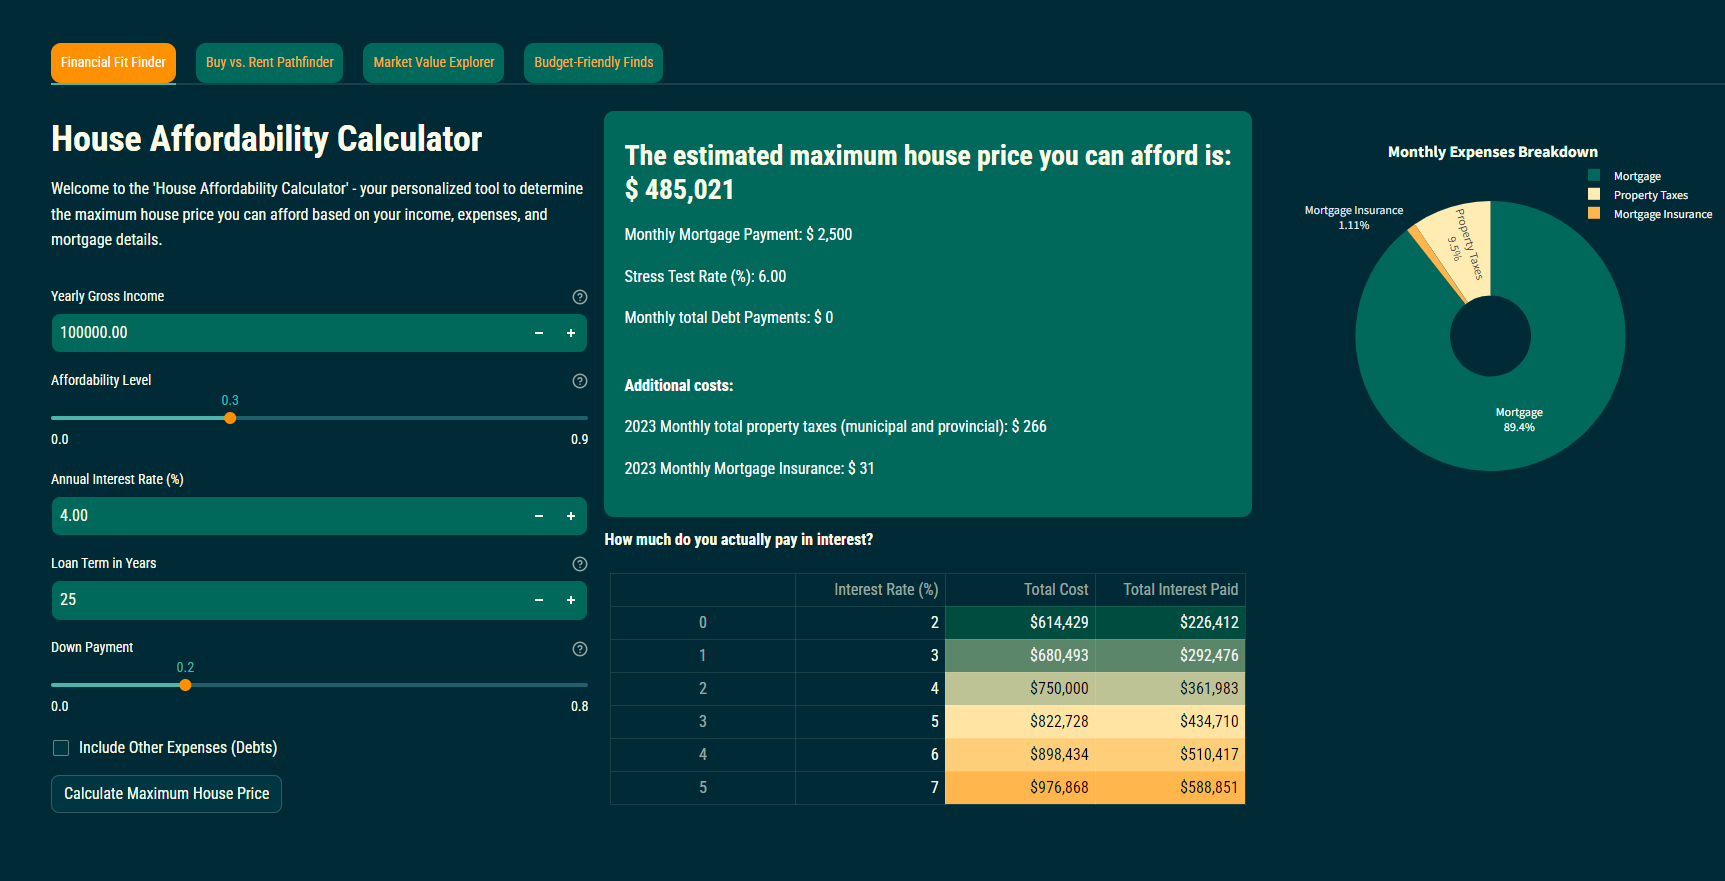 Financial Fit Finder
Buy vs. Rent Pathfinder
Market Value Explorer
Budget-Friendly Finds
House Affordability Calculator
Welcome to the 'House Affordability Calculator' - your personalized tool to determine
the maximum house price you can afford based on your income, expenses, and
mortgage details.
Yearly Gross Income
100000.00
Affordability Level
0.3
0.0
0.9
Annual Interest Rate (%)
4.00
Loan Term in Years
25
Down Payment
0.2
0.0
0.8
Include Other Expenses (Debts)
Calculate Maximum House Price
The estimated maximum house price you can afford is:
$ 485,021
Monthly Mortgage Payment: $ 2,500
Stress Test Rate (%): 6.00
Monthly total Debt Payments: $ 0
Additional costs:
2023 Monthly total property taxes (municipal and provincial): $ 266
2023 Monthly Mortgage Insurance: $ 31
How much do you actually pay in interest?
Interest Rate (%) Total Cost Total Interest Paid
0 2 $614,429 $226,412
1 3 $680,493 $292,476
2 4 $750,000 $361,983
3 5 $822,728 $434,710
4 6 $898,434 $510,417
5 7 $976,868 $588,851
Monthly Expenses Breakdown
Mortgage
Property Taxes
Mortgage Insurance
Mortgage Insurance
1.11%
Property Taxes
9.5%
Mortgage
89.4%